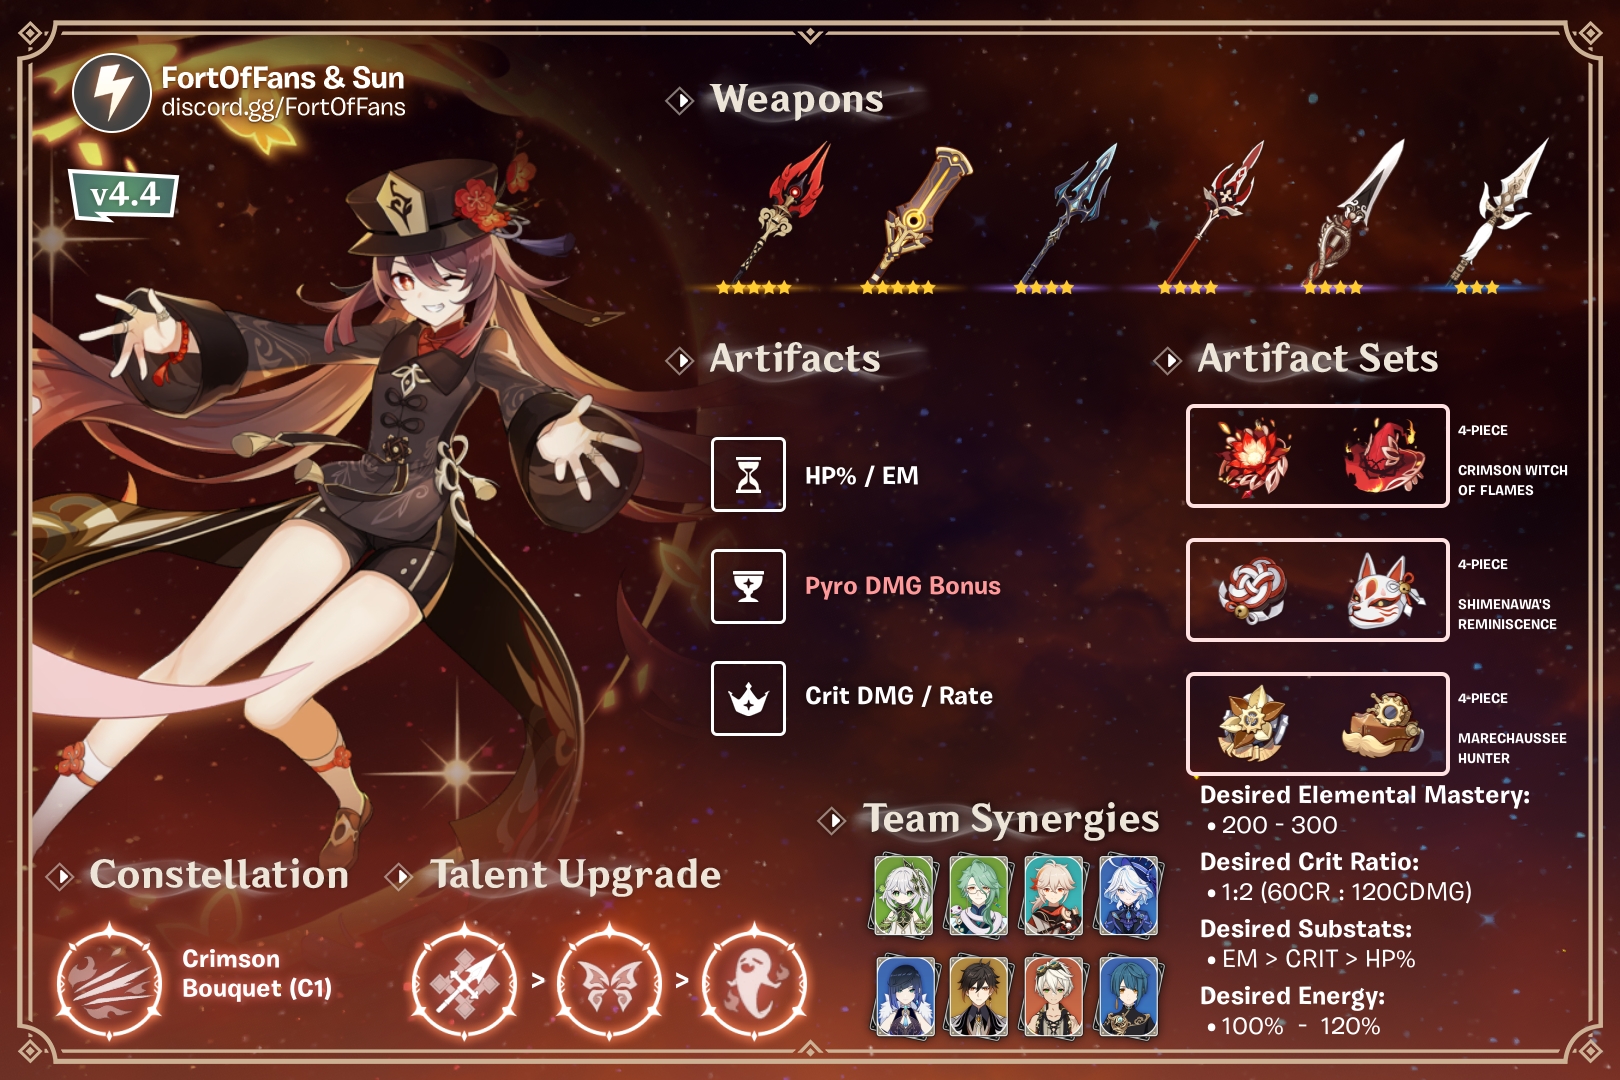 FortOfFans & Sun
discord.gg/FortOfFans
v4.4
Weapons
Artifacts
HP% / EM
Pyro DMG Bonus
Crit DMG / Rate
Artifact Sets
4-PIECE
CRIMSON WITCH
OF FLAMES
4-PIECE
SHIMENAWA'S
REMINISCENCE
4-PIECE
MARECHAUSSEE
HUNTER
Constellation
Crimson
Bouquet (C1)
Talent Upgrade
> >
Team Synergies
Desired Elemental Mastery:
• 200 - 300
Desired Crit Ratio:
• 1:2 (60CR : 120CDMG)
Desired Substats:
• EM > CRIT > HP%
Desired Energy:
• 100% - 120%